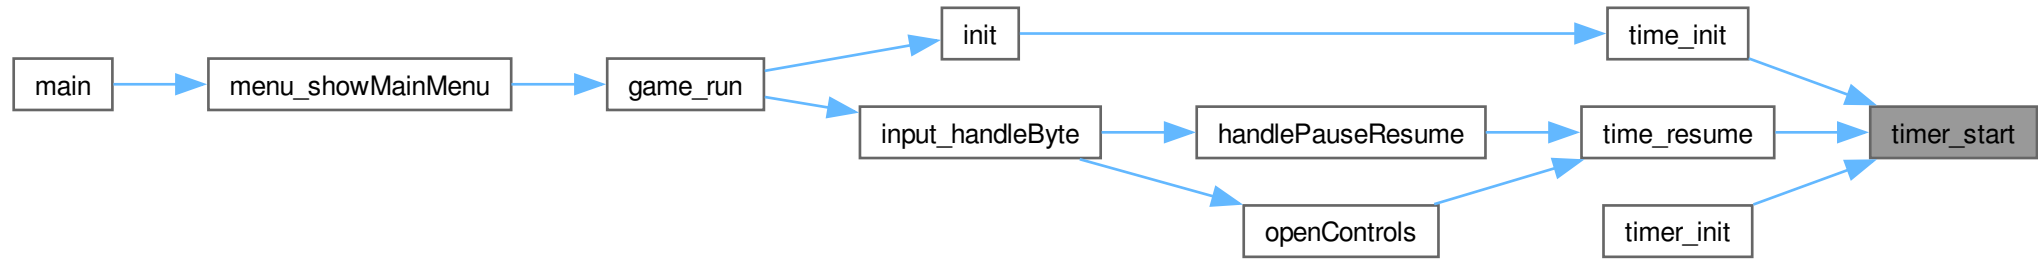 main
menu_showMainMenu
game_run
init
input_handleByte
handlePauseResume
openControls
time_init
time_resume
timer_init
timer_start